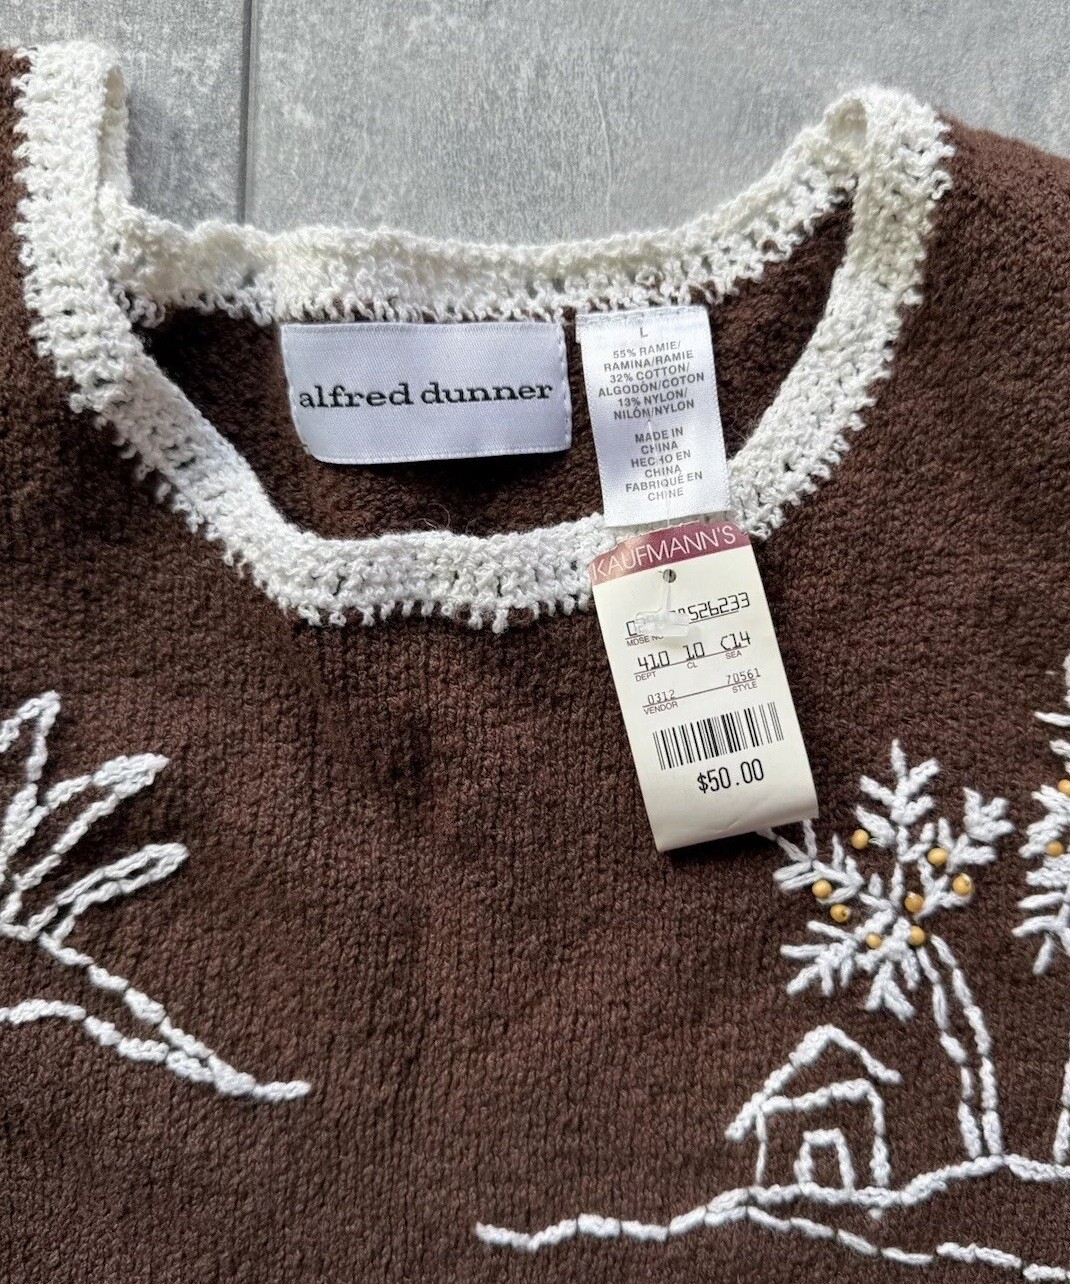 alfred dunner
L
55% RAMIE/
RAMINA/RAMIE
32% COTTON/
ALGODÓN/COTON
13% NYLON/
NILÓN/NYLON
MADE IN
CHINA
HECHO EN
CHINA
FABRIQUÉ EN
CHINE
KAUFMANN'S
526233
MDSE
410 10 C14
DEPT CL SEA
0312 70561
VENDOR STYLE
$50.00